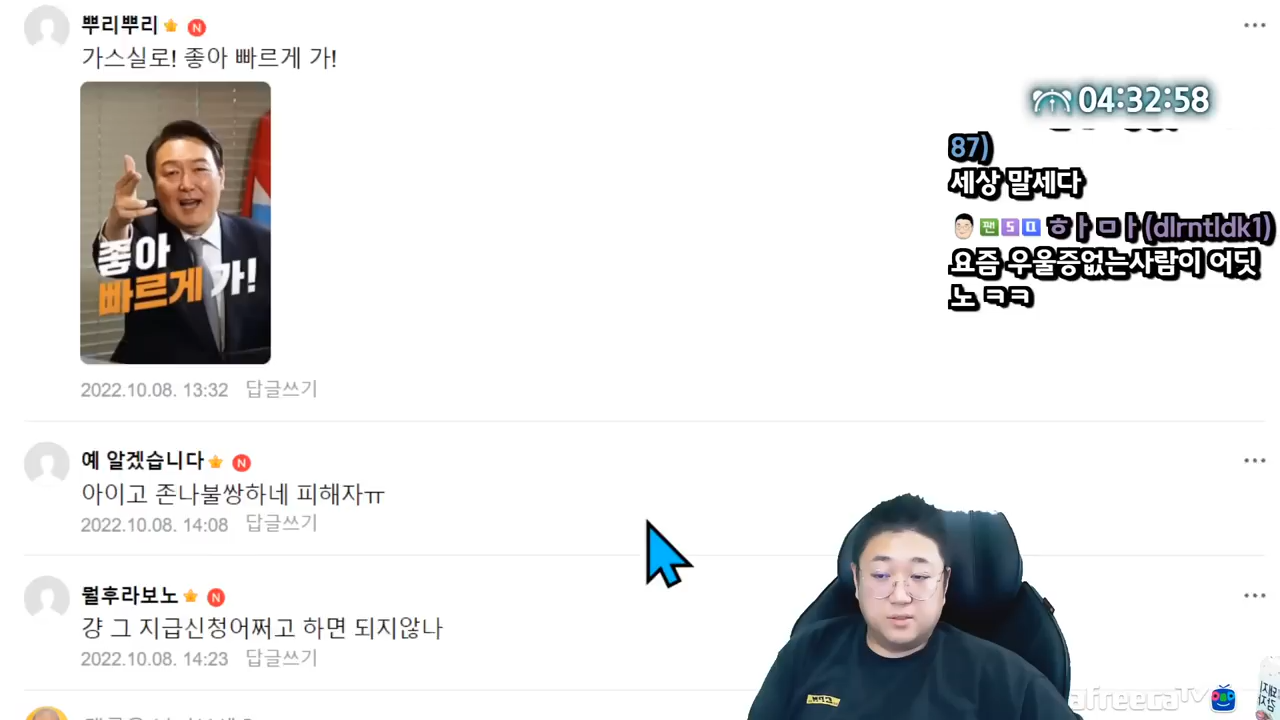 뿌리뿌리
N
가스실로! 좋아 빠르게 가!
좋아
빠르게 가!
2022.10.08. 13:32 답글쓰기
예 알겠습니다
N
아이고 존나불쌍하네 피해자ㅠ
2022.10.08. 14:08 답글쓰기
뭘후라보노
N
걍 그 지급신청어쩌고 하면 되지않나
2022.10.08. 14:23 답글쓰기
04:32:58
87)
세상 말세다
팬 5 하ㅏ마ㅏ(dlrntldk1)
요즘 우울증없는사람이 어딧
노 ㅋㅋ
afreecaTV